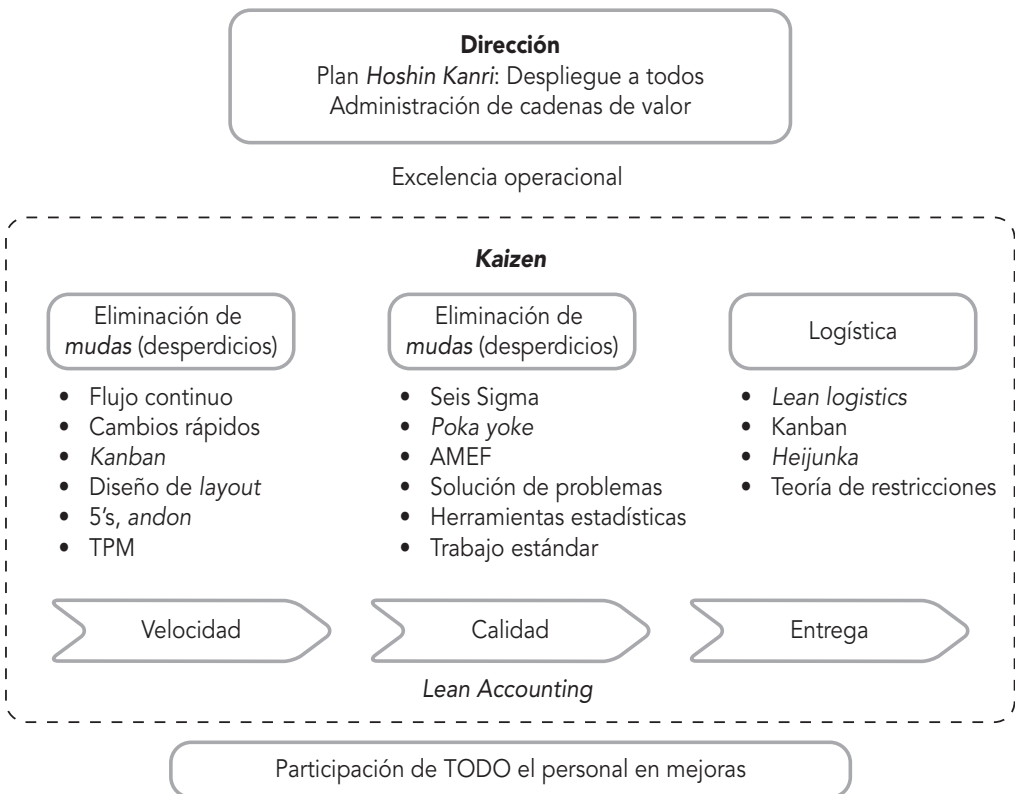 Dirección
Plan Hoshin Kanri: Despliegue a todos
Administración de cadenas de valor
Excelencia operacional
Kaizen
Eliminación de
mudas (desperdicios)
• Flujo continuo
• Cambios rápidos
• Kanban
• Diseño de layout
• 5's, andon
• TPM
Eliminación de
mudas (desperdicios)
• Seis Sigma
• Poka yoke
• AMEF
• Solución de problemas
• Herramientas estadísticas
• Trabajo estándar
Logística
• Lean logistics
• Kanban
• Heijunka
• Teoría de restricciones
Velocidad
Calidad
Entrega
Lean Accounting
Participación de TODO el personal en mejoras